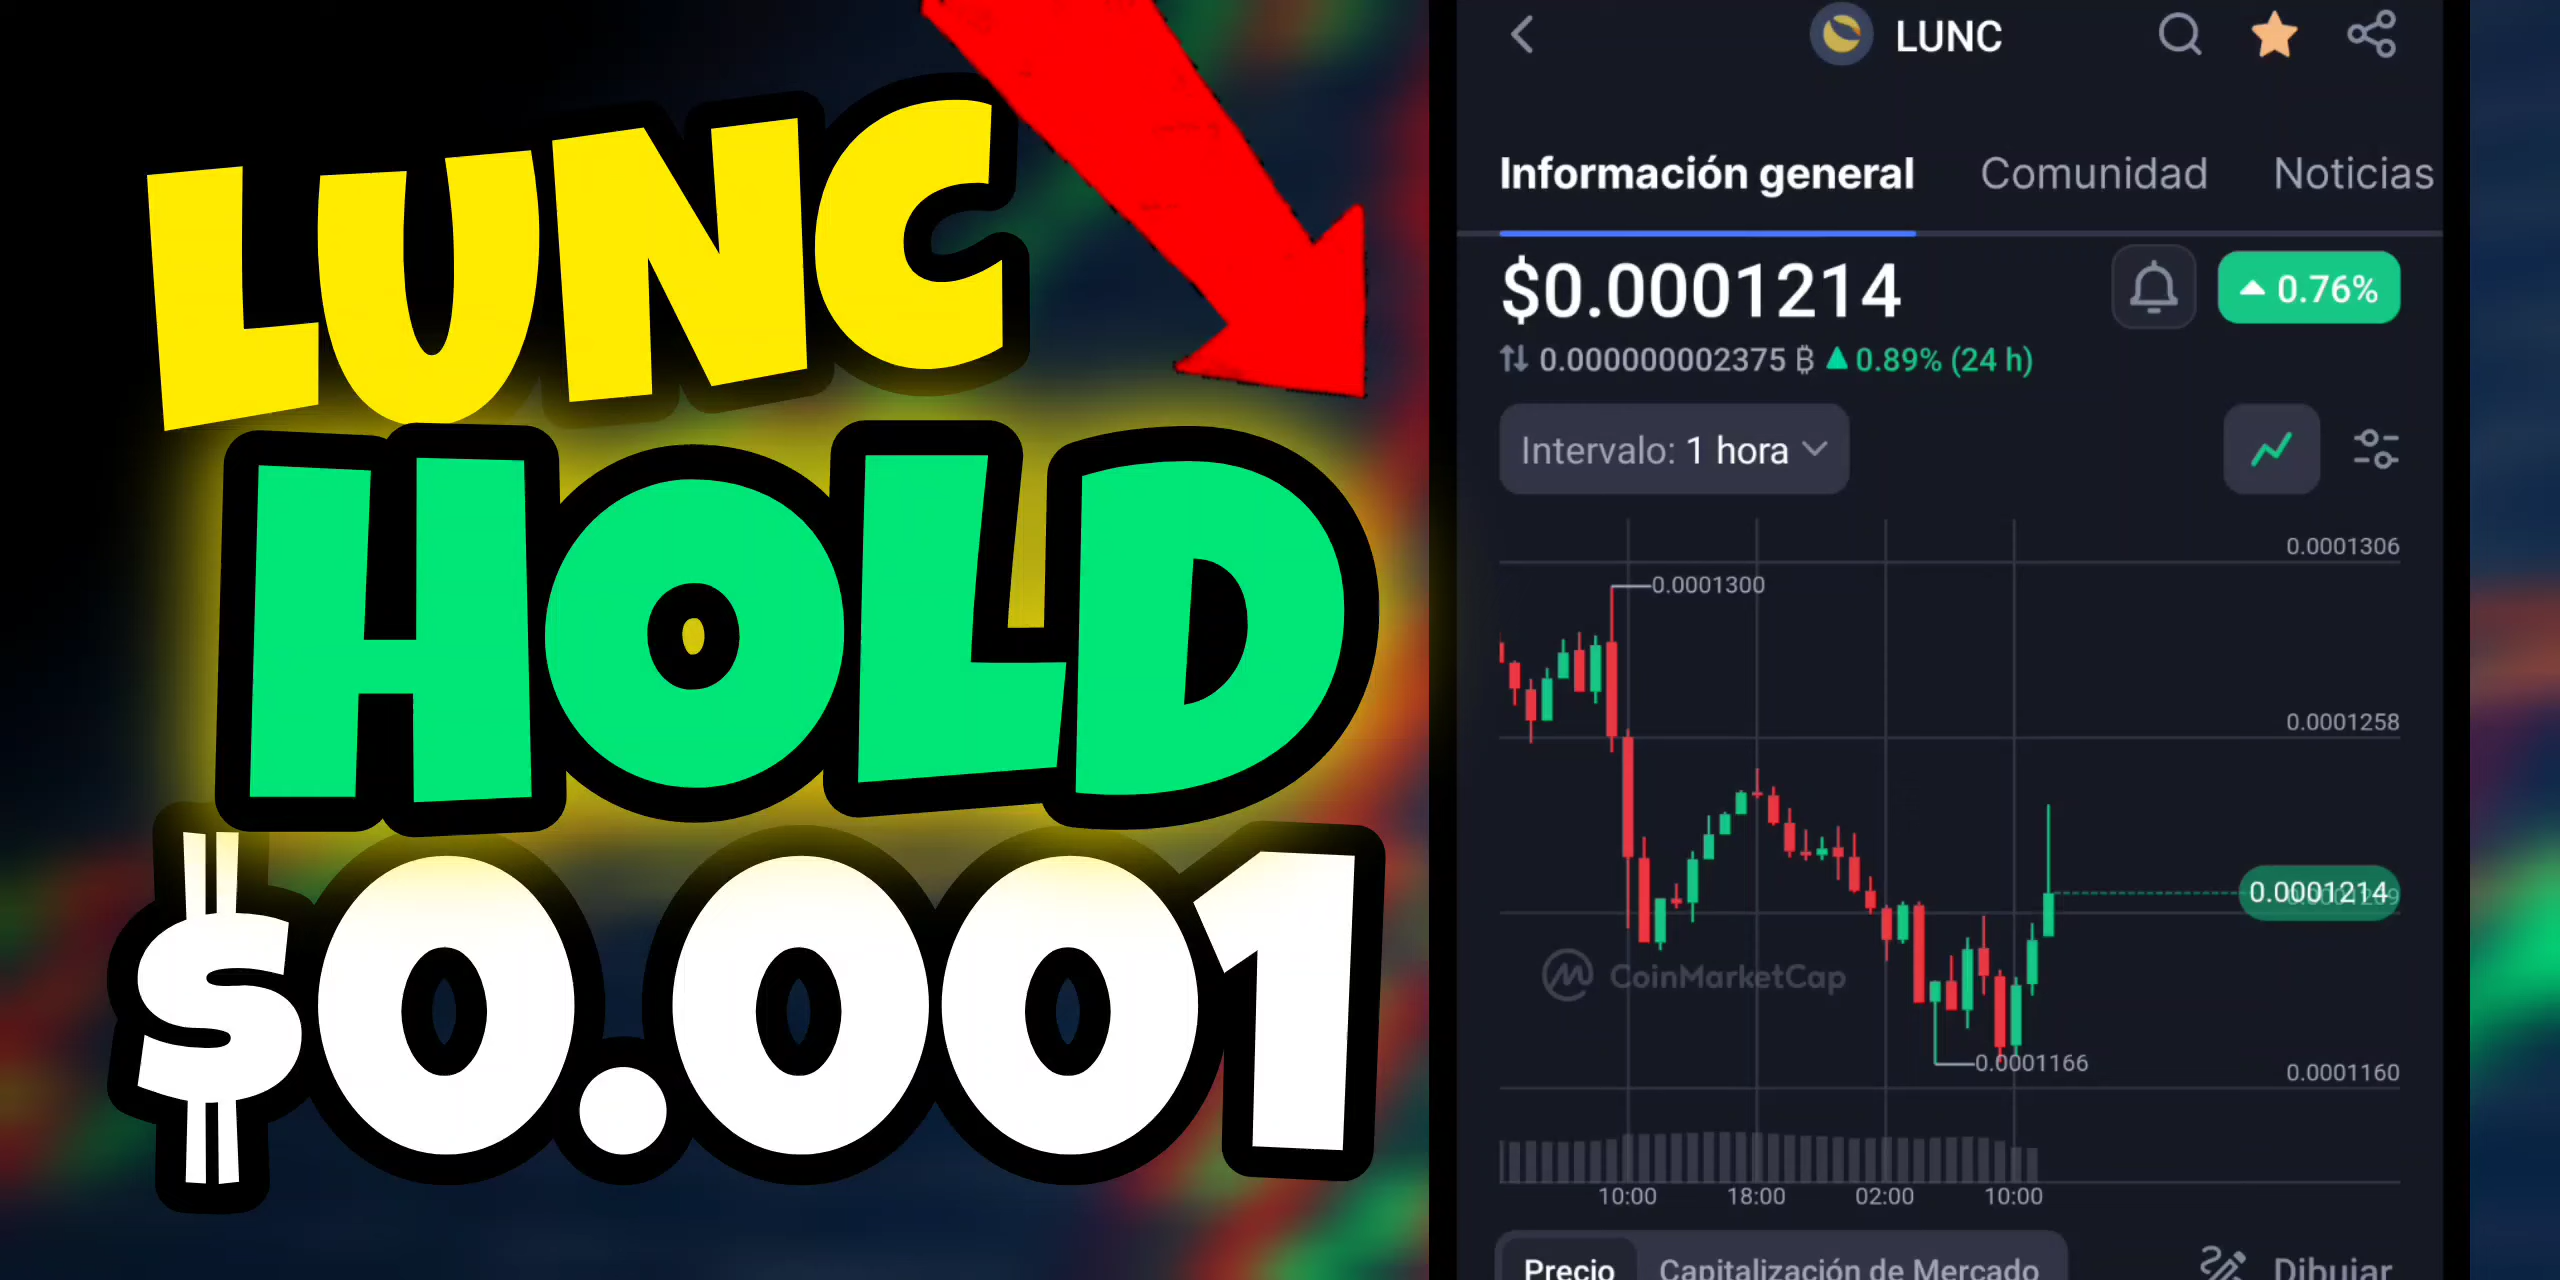 LUNC
HOLD
$0.001
LUNC
Información general
Comunidad
Noticias
$0.0001214
0.76%
0.000000002375 ₿ 0.89% (24 h)
Intervalo: 1 hora
0.0001306
0.0001300
0.0001258
0.0001214
CoinMarketCap
0.0001166
0.0001160
10:00 18:00 02:00 10:00
Precio
Capitalización de Mercado
Dibujar